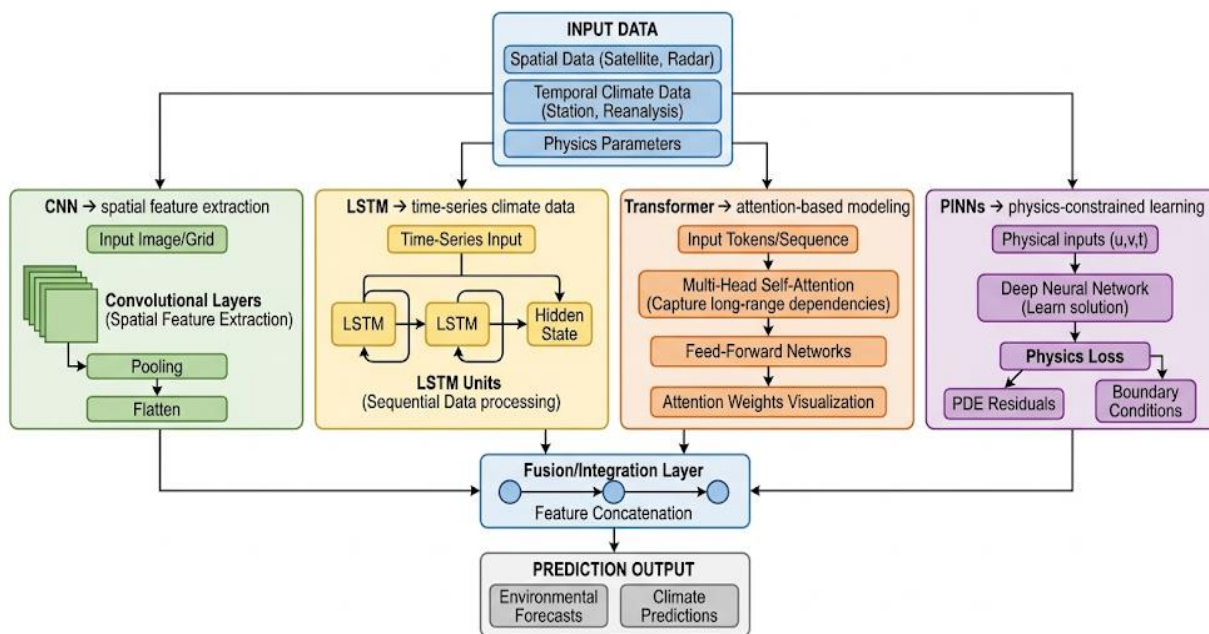 INPUT DATA
Spatial Data (Satellite, Radar)
Temporal Climate Data
(Station, Reanalysis)
Physics Parameters
CNN → spatial feature extraction
Input Image/Grid
Convolutional Layers
(Spatial Feature Extraction)
Pooling
Flatten
LSTM → time-series climate data
Time-Series Input
LSTM
LSTM
Hidden
State
LSTM Units
(Sequential Data processing)
Transformer → attention-based modeling
Input Tokens/Sequence
Multi-Head Self-Attention
(Capture long-range dependencies)
Feed-Forward Networks
Attention Weights Visualization
PINNs → physics-constrained learning
Physical inputs (u,v,t)
Deep Neural Network
(Learn solution)
Physics Loss
PDE Residuals
Boundary
Conditions
Fusion/Integration Layer
Feature Concatenation
PREDICTION OUTPUT
Environmental
Forecasts
Climate
Predictions